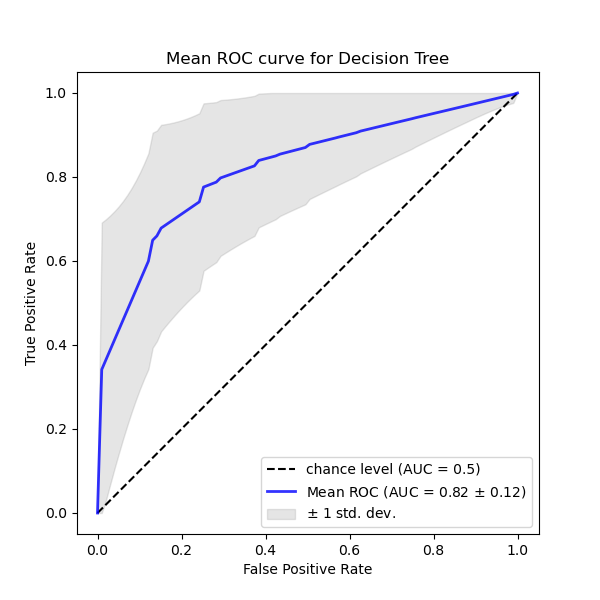 Mean ROC curve for Decision Tree
1.0
0.8
0.6
0.4
0.2
0.0
True Positive Rate
chance level (AUC = 0.5)
Mean ROC (AUC = 0.82 ± 0.12)
± 1 std. dev.
0.0 0.2 0.4 0.6 0.8 1.0
False Positive Rate